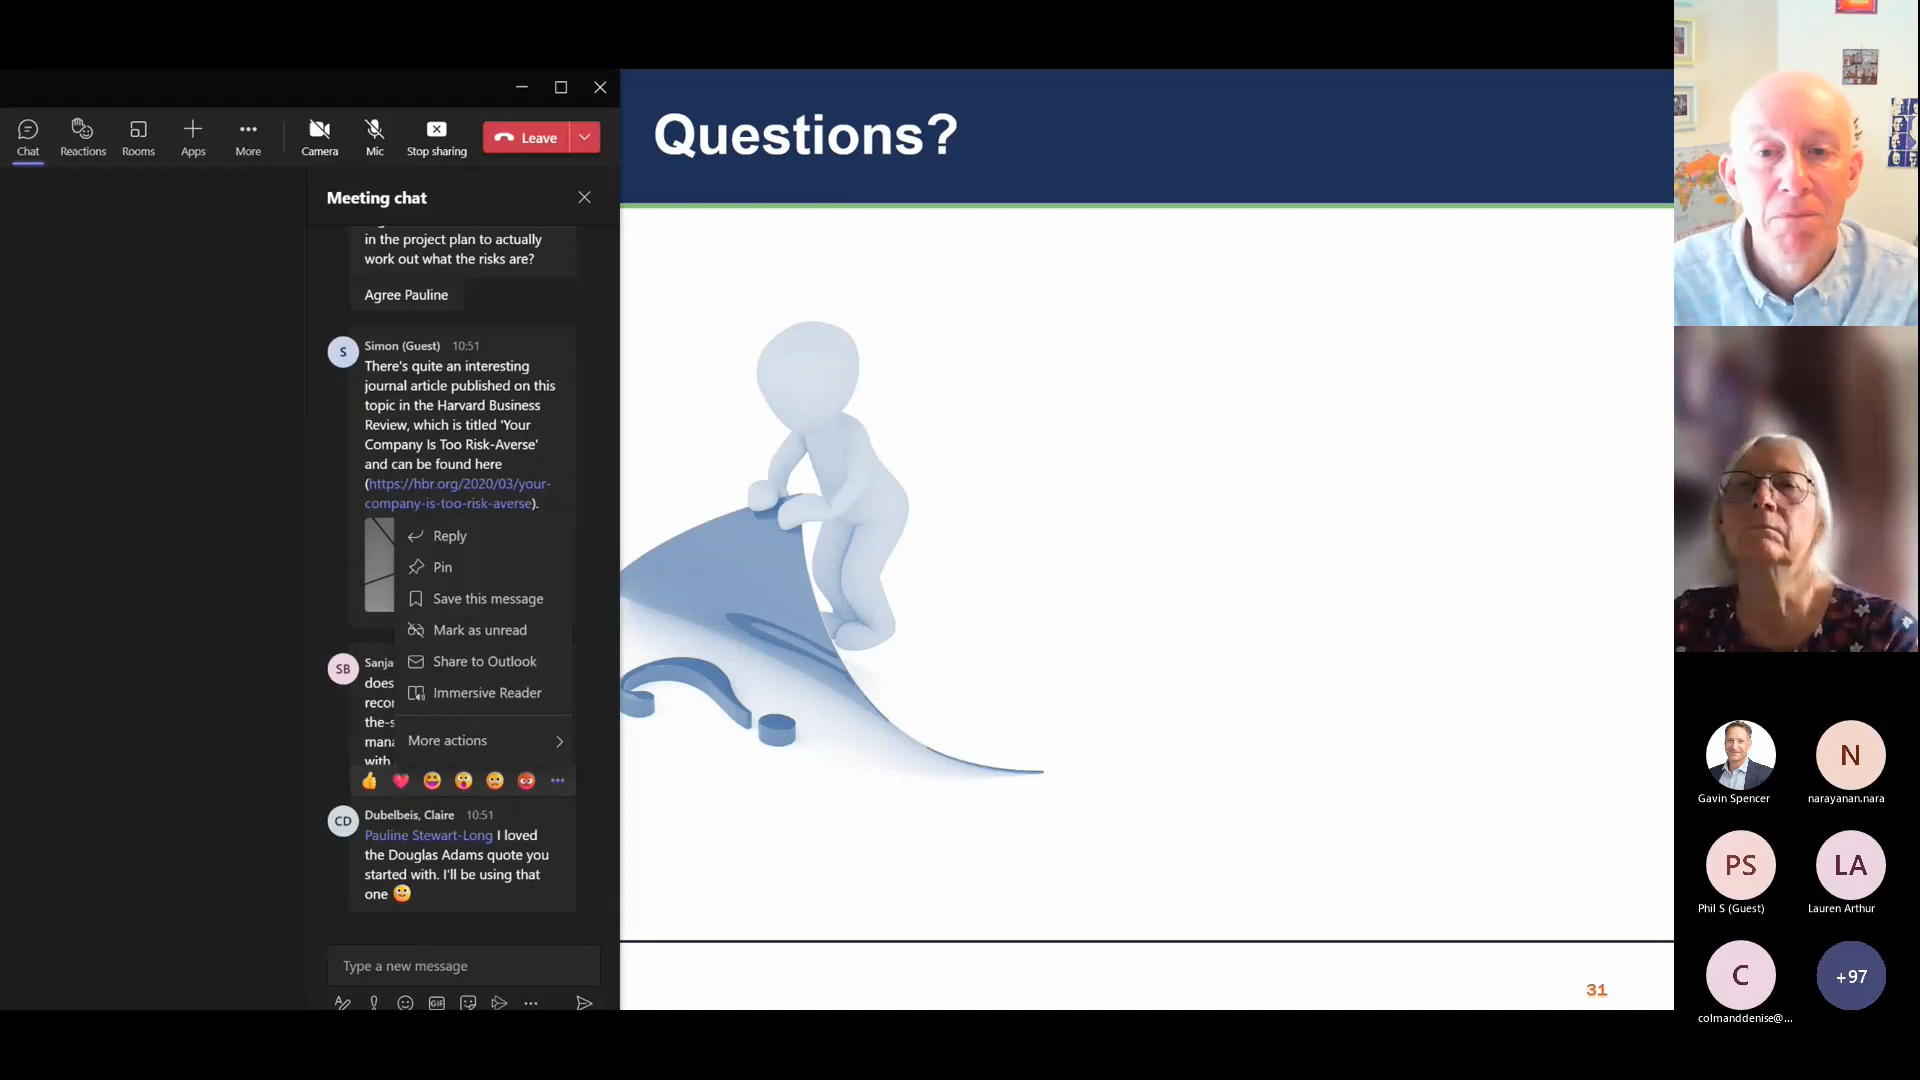 Chat
Reactions
Rooms
Apps
More
Camera
Mic
Stop sharing
Leave
Meeting chat
in the project plan to actually
work out what the risks are?
Agree Pauline
S
Simon (Guest) 10:51
There's quite an interesting
journal article published on this
topic in the Harvard Business
Review, which is titled 'Your
Company Is Too Risk-Averse'
and can be found here
(https://hbr.org/2020/03/your-
company-is-too-risk-averse).
Reply
Pin
Save this message
Mark as unread
Share to Outlook
Immersive Reader
More actions
SB
Sanja
does
with
CD
Dubelbeis, Claire 10:51
Pauline Stewart-Long I loved
the Douglas Adams quote you
started with. I'll be using that
one
Type a new message
GIF
Questions?
31
Gavin Spencer
N
narayanan.nara
PS
Phil S (Guest)
LA
Lauren Arthur
C
colmanddenise@...
+97